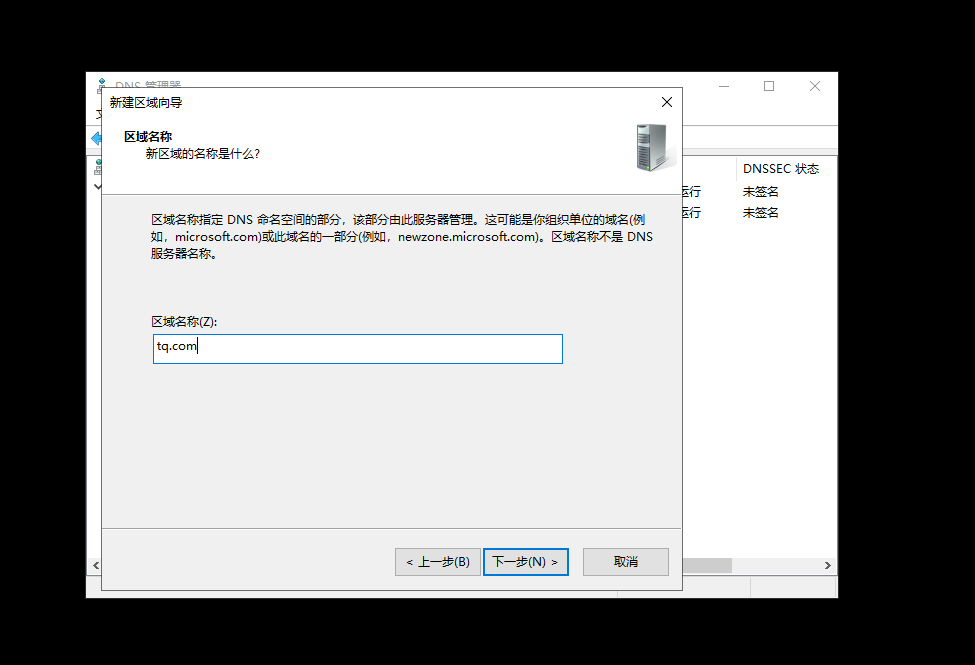 DNS 管理器
新建区域向导
区域名称
新区域的名称是什么?
DNSSEC 状态
运行 未签名
运行 未签名
区域名称指定 DNS 命名空间的部分，该部分由此服务器管理。这可能是你组织单位的域名(例
如，microsoft.com)或此域名的一部分(例如，newzone.microsoft.com)。区域名称不是 DNS
服务器名称。
区域名称(Z):
tq.com
< 上一步(B) 下一步(N) > 取消